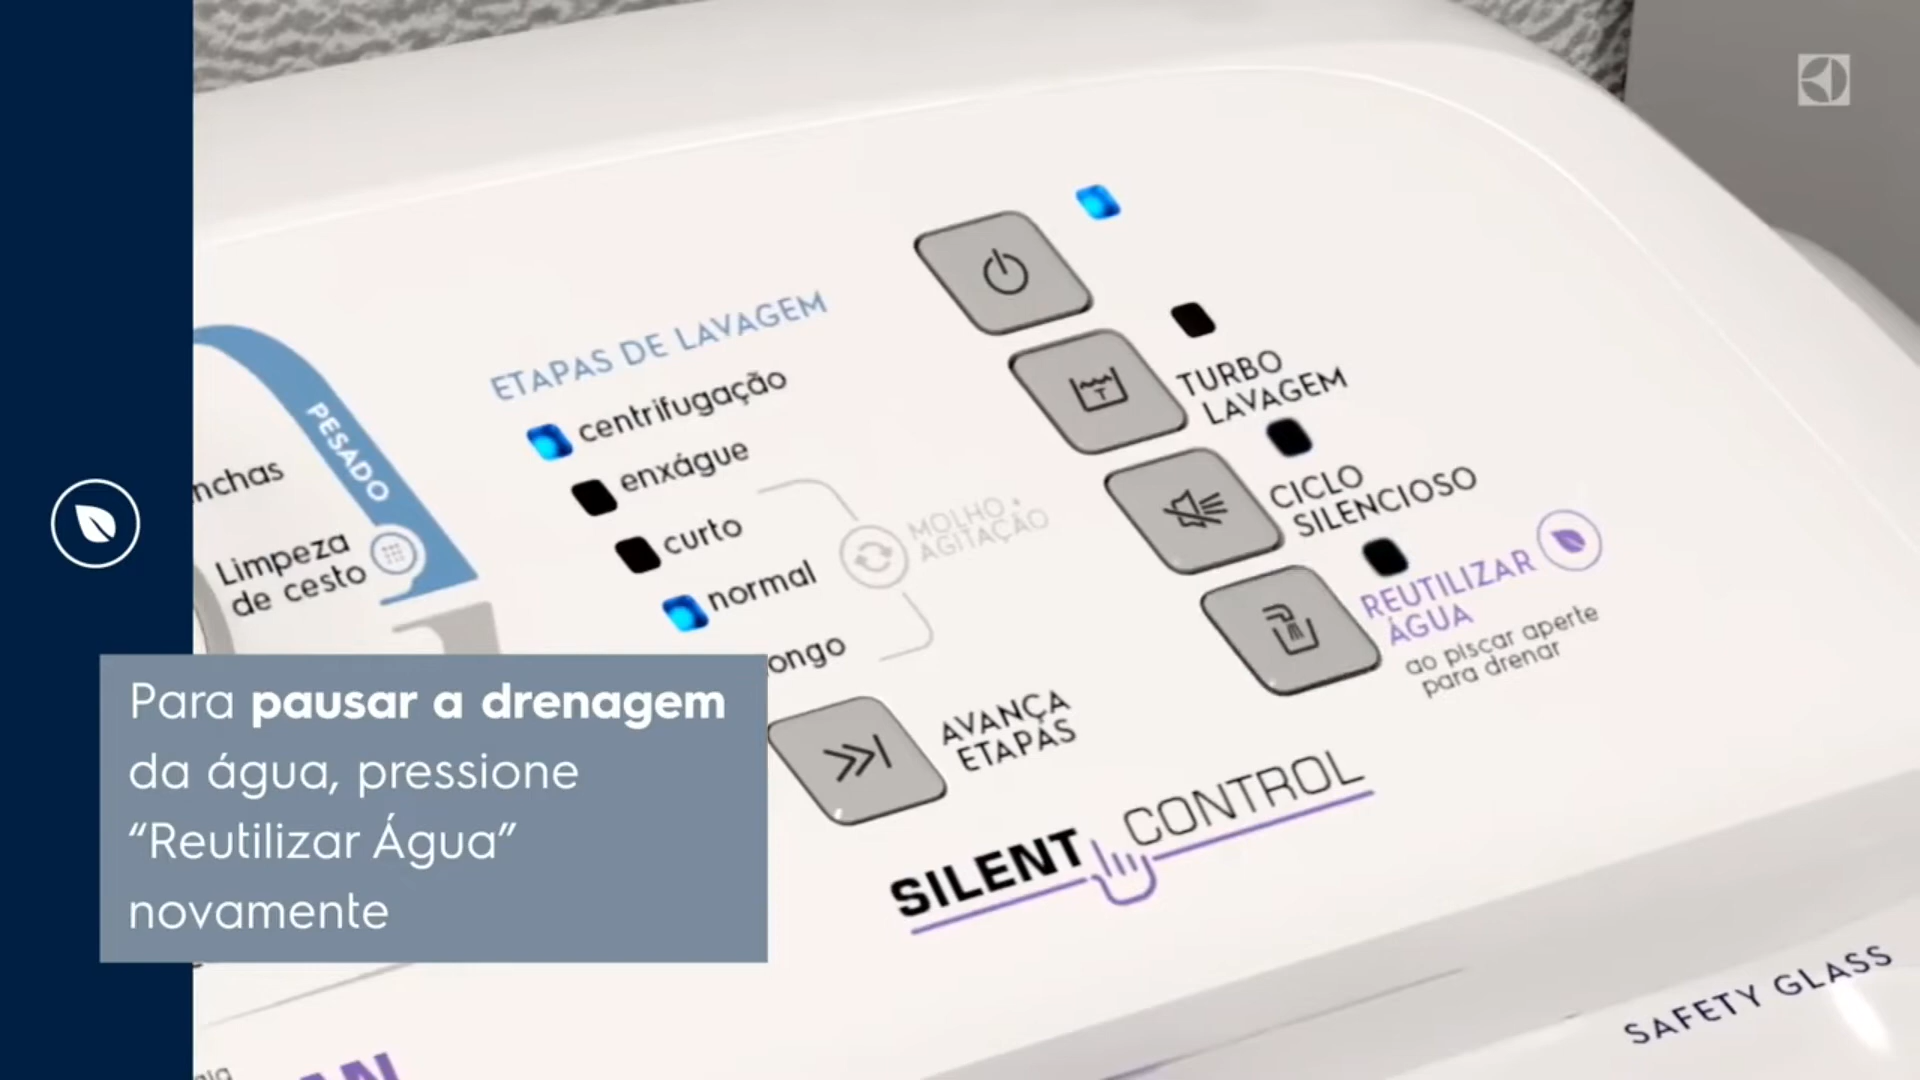 ETAPAS DE LAVAGEM
centrifugação
enxágue
curto
normal
MOLHO +
AGITAÇÃO
AVANÇA
ETAPAS
PESADO
Limpeza
de cesto
TURBO
LAVAGEM
CICLO
SILENCIOSO
REUTILIZAR
ÁGUA
ao piscar aperte
para drenar
SILENT CONTROL
SAFETY GLASS
Para pausar a drenagem
da água, pressione
“Reutilizar Água”
novamente